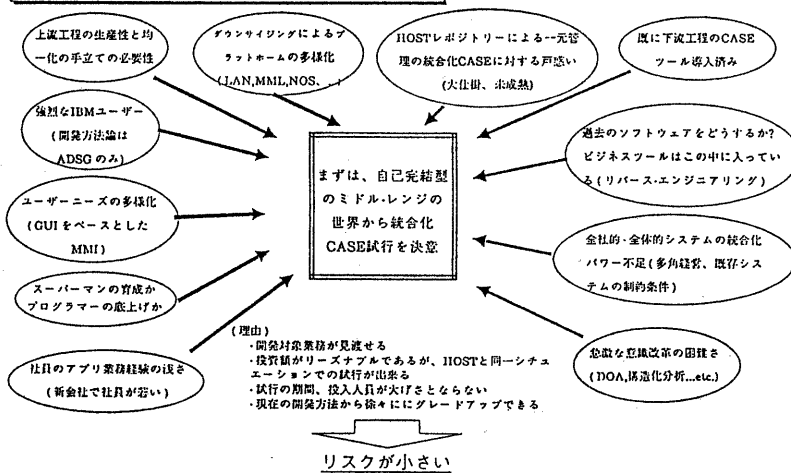 上流工程の生産性と均
一化の手立ての必要性
ダウンサイジングによるプ
ラットホームの多様化
(LAN,MML,NOS、..)
HOSTレポジトリーによる一元管
理の統合化CASEに対する戸惑い
(大仕掛、未成熟)
既に下流工程のCASE
ツール導入済み
強烈なIBMユーザー
(開発方法論は
ADSGのみ)
過去のソフトウェアをどうするか?
ビジネスツールはこの中に入ってい
る(リバース・エンジニアリング)
まずは、自己完結型
のミドル・レンジの
世界から統合化
CASE試行を決意
ユーザーニーズの多様化
(GUIをベースとした
MMI)
全社的・全体的システムの統合化
パワー不足(多角経営、既存シス
テムの制約条件)
スーパーマンの育成か
プログラマーの底上げか
社員のアプリ業務経験の浅さ
(新会社で社員が若い)
急激な意識改革の困難さ
(DOA,構造化分析...etc.)
(理由)
・開発対象業務が見渡せる
・投資額がリーズナブルであるが、HOSTと同一シチュ
エーションでの試行が出来る
・試行の期間、投入人員が大げさとならない
・現在の開発方法から徐々ににグレードアップできる
リスクが小さい